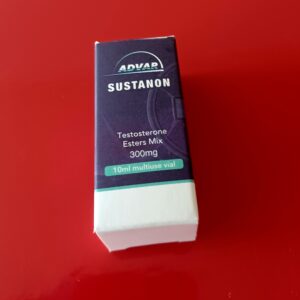 ADVAR
SUSTANON
Testosterone
Esters Mix
300mg
10ml multiuse vial